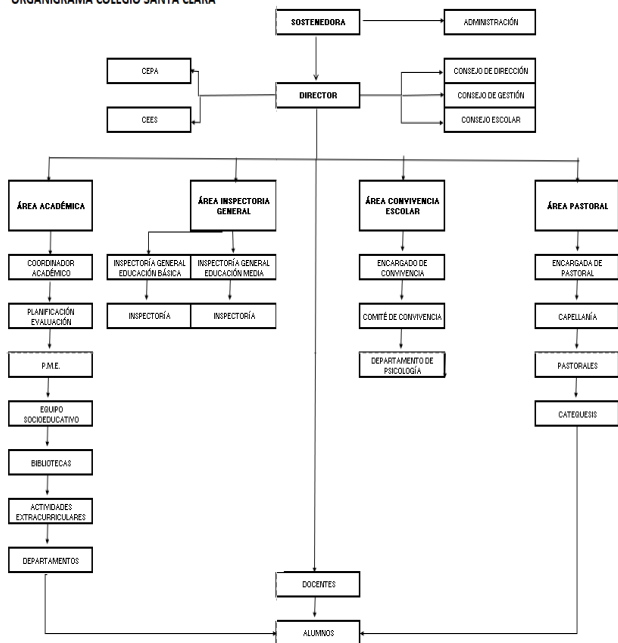 ORGANIGRAMA COLEGIO SANTA CLARA
SOSTENEDORA
ADMINISTRACIÓN
CEPA
CEES
DIRECTOR
CONSEJO DE DIRECCIÓN
CONSEJO DE GESTIÓN
CONSEJO ESCOLAR
ÁREA ACADÉMICA
ÁREA INSPECTORIA
GENERAL
ÁREA CONVIVENCIA
ESCOLAR
ÁREA PASTORAL
COORDINADOR
ACADÉMICO
INSPECTORÍA GENERAL
EDUCACIÓN BÁSICA
INSPECTORÍA GENERAL
EDUCACIÓN MEDIA
ENCARGADO DE
CONVIVENCIA
ENCARGADA DE
PASTORAL
PLANIFICACIÓN
EVALUACIÓN
INSPECTORÍA
INSPECTORÍA
COMITÉ DE CONVIVENCIA
CAPELLANÍA
P.M.E.
DEPARTAMENTO DE
PSICOLOGÍA
PASTORALES
EQUIPO
SOCIOEDUCATIVO
CATEQUESIS
BIBLIOTECAS
ACTIVIDADES
EXTRACURRICULARES
DEPARTAMENTOS
DOCENTES
ALUMNOS